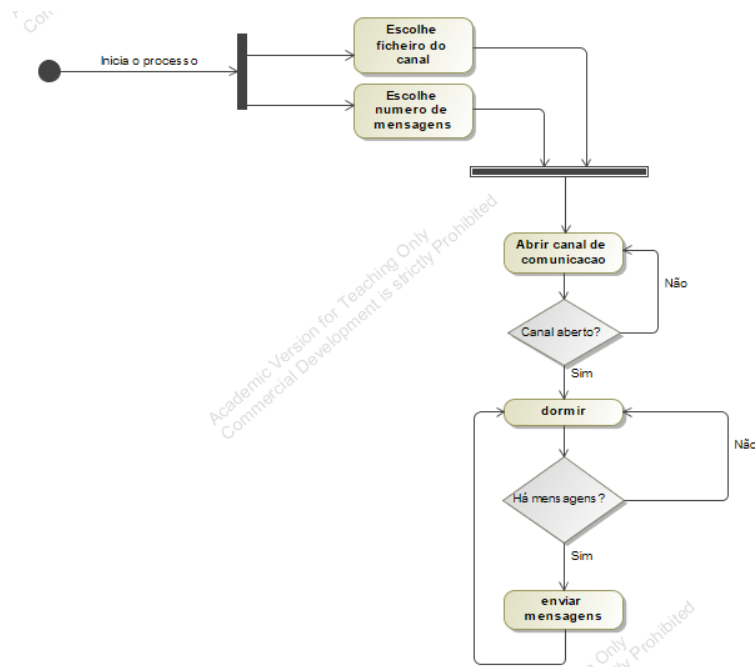 Inicia o processo
Escolhe
ficheiro do
canal
Escolhe
numero de
mensagens
Abrir canal de
comunicacao
Não
Canal aberto?
Sim
dormir
Não
Há mensagens?
Sim
enviar
mensagens
Academic Version for Teaching Only
Commercial Development is strictly Prohibited